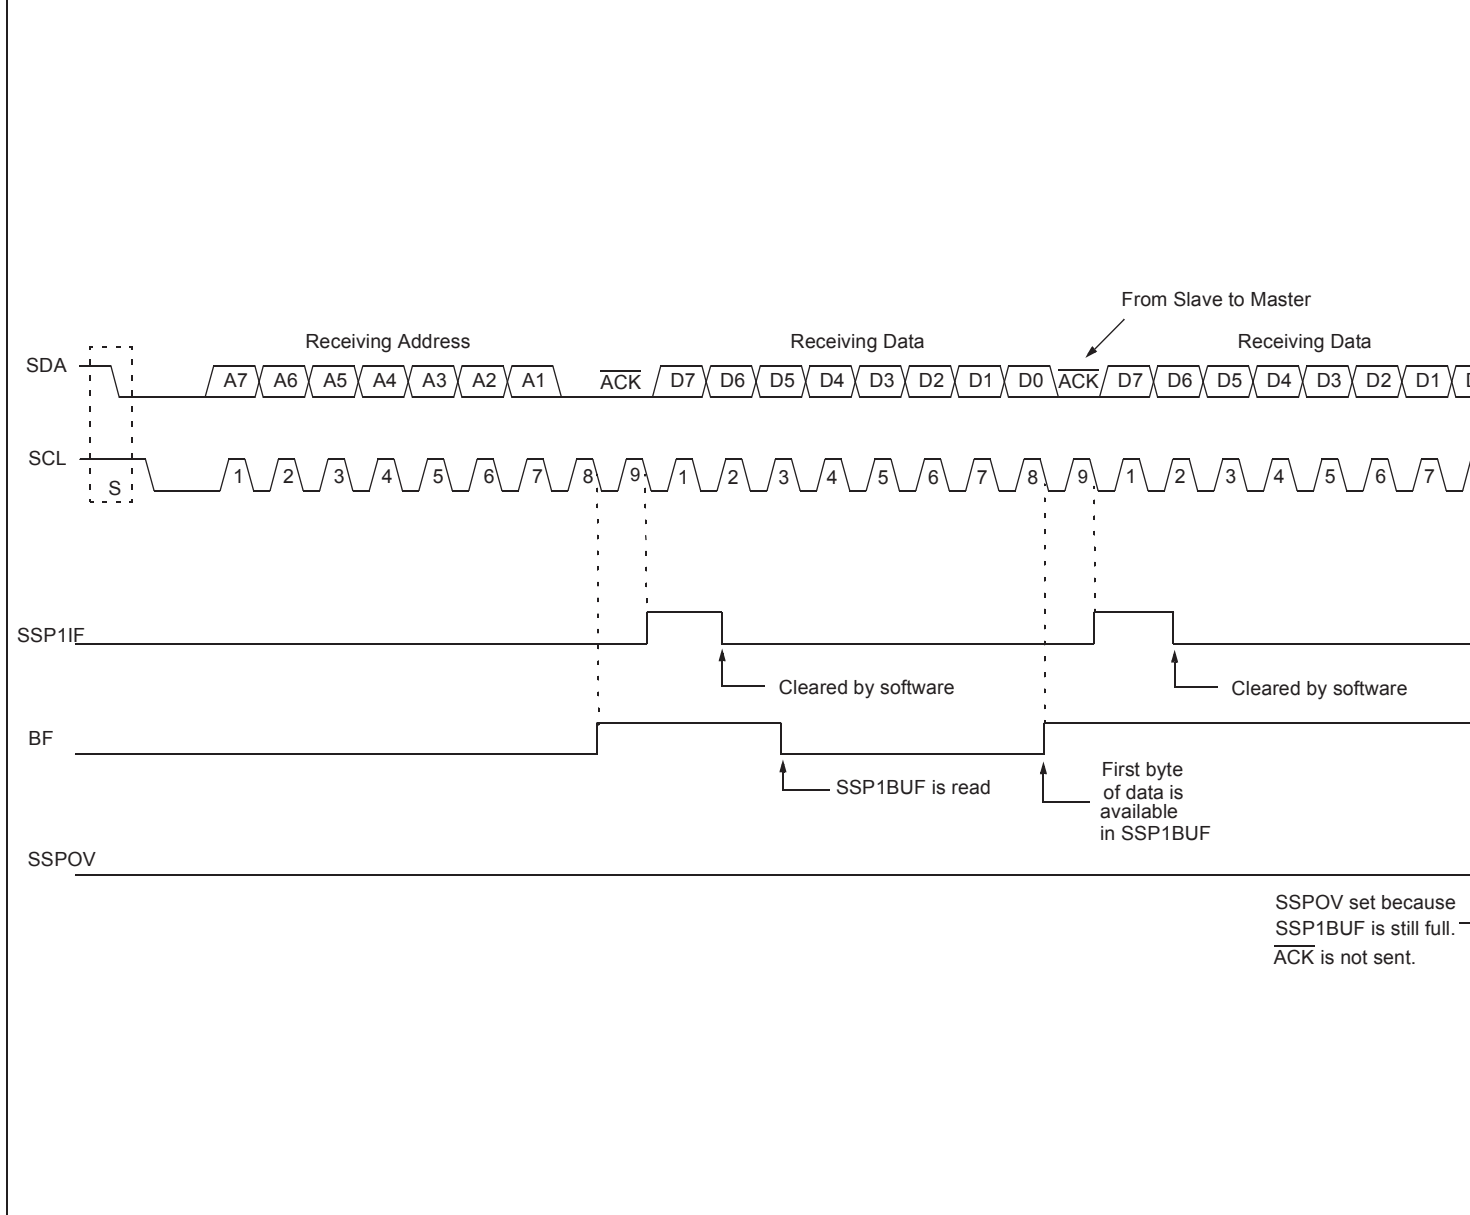 From Slave to Master
Receiving Address
Receiving Data
Receiving Data
SDA
A7 A6 A5 A4 A3 A2 A1 ACK D7 D6 D5 D4 D3 D2 D1 D0 ACK D7 D6 D5 D4 D3 D2 D1
SCL
1 2 3 4 5 6 7 8 9 1 2 3 4 5 6 7 8 9 1 2 3 4 5 6 7
S
SSP1IF
Cleared by software
Cleared by software
BF
SSP1BUF is read
First byte
of data is
available
in SSP1BUF
SSPOV
SSPOV set because
SSP1BUF is still full.
ACK is not sent.